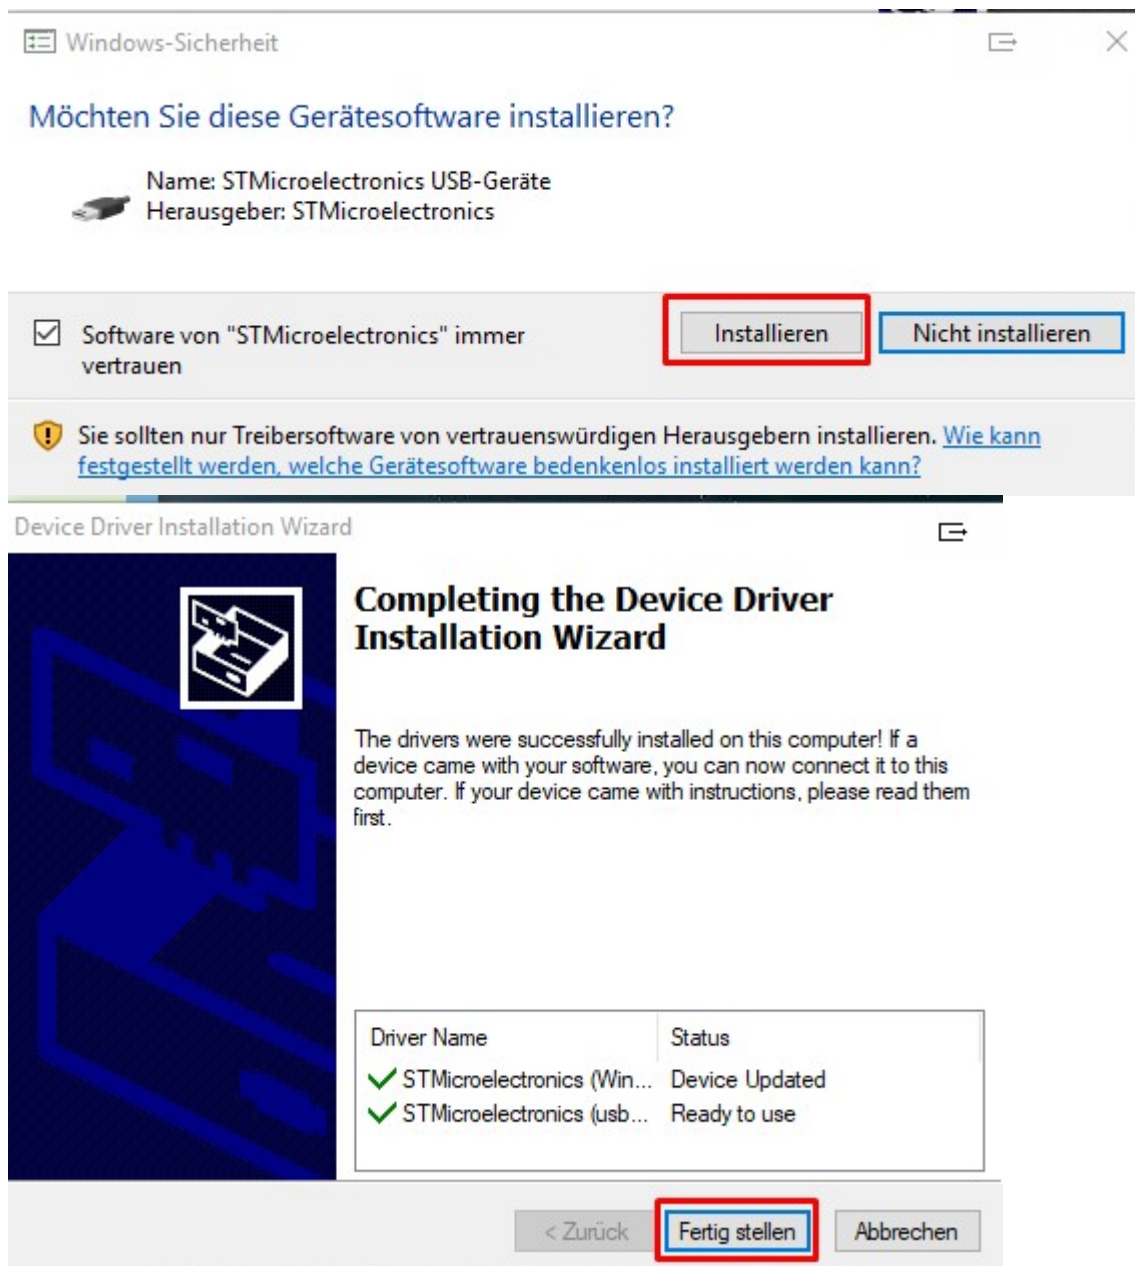 Windows-Sicherheit
Möchten Sie diese Gerätesoftware installieren?
Name: STMicroelectronics USB-Geräte
Herausgeber: STMicroelectronics
Software von "STMicroelectronics" immer
vertrauen
Installieren
Nicht installieren
Sie sollten nur Treibersoftware von vertrauenswürdigen Herausgebern installieren. Wie kann
festgestellt werden, welche Gerätesoftware bedenkenlos installiert werden kann?
Device Driver Installation Wizard
Completing the Device Driver
Installation Wizard
The drivers were successfully installed on this computer! If a
device came with your software, you can now connect it to this
computer. If your device came with instructions, please read them
first.
Driver Name Status
STMicroelectronics (Win... Device Updated
STMicroelectronics (usb... Ready to use
< Zurück
Fertig stellen
Abbrechen